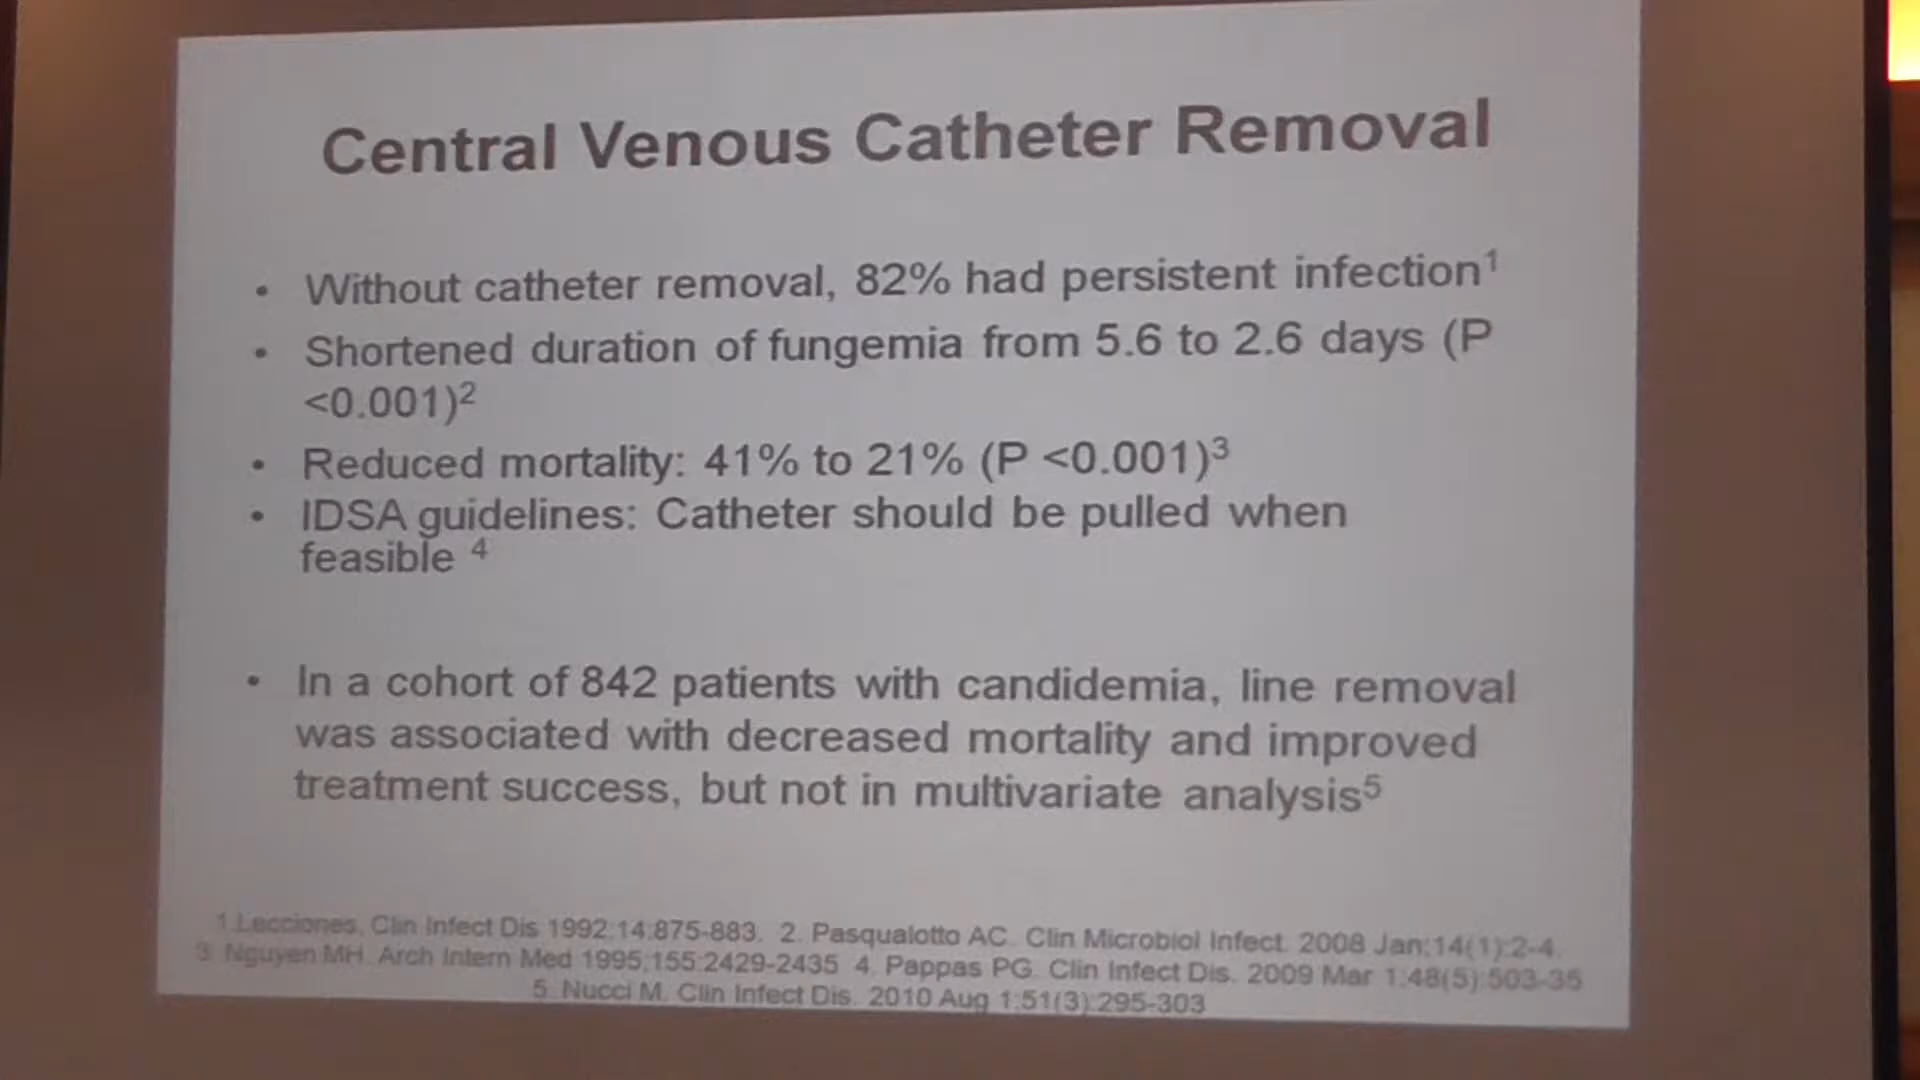 Central Venous Catheter Removal
• Without catheter removal, 82% had persistent infection1
• Shortened duration of fungemia from 5.6 to 2.6 days (P
<0.001)2
• Reduced mortality: 41% to 21% (P <0.001)3
• IDSA guidelines: Catheter should be pulled when
feasible 4
• In a cohort of 842 patients with candidemia, line removal
was associated with decreased mortality and improved
treatment success, but not in multivariate analysis5
1.Lecciones. Clin Infect Dis 1992;14:875-883. 2. Pasqualotto AC. Clin Microbiol Infect. 2008 Jan;14(1):2-4.
3. Nguyen MH. Arch Intern Med 1995;155:2429-2435 4. Pappas PG. Clin Infect Dis. 2009 Mar 1;48(5):503-35
5. Nucci M. Clin Infect Dis. 2010 Aug 1;51(3):295-303